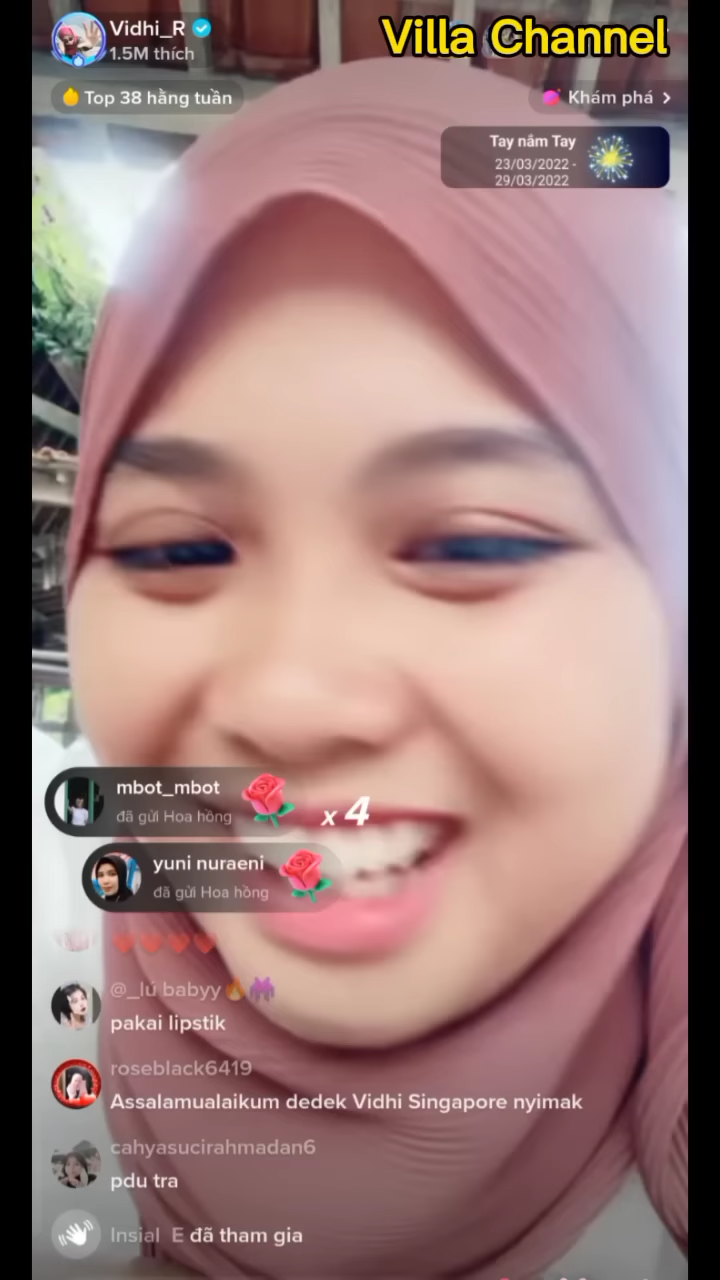 Vidhi_R
1.5M thích
Villa Channel
Top 38 hằng tuần
Khám phá
Tay nắm Tay
23/03/2022 -
29/03/2022
mbot_mbot
đã gửi Hoa hồng
x 4
yuni nuraeni
đã gửi Hoa hồng
@_lú babyy
pakai lipstik
roseblack6419
Assalamualaikum dedek Vidhi Singapore nyimak
cahyasucirahmadan6
pdu tra
Insial E đã tham gia